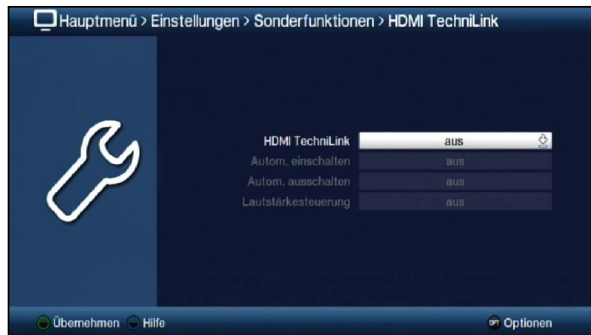 Hauptmenü > Einstellungen > Sonderfunktionen > HDMI TechniLink
HDMI TechniLink aus
Autom. einschalten aus
Autom. ausschalten aus
Lautstärkesteuerung aus
Übernehmen Hilfe OPT Optionen